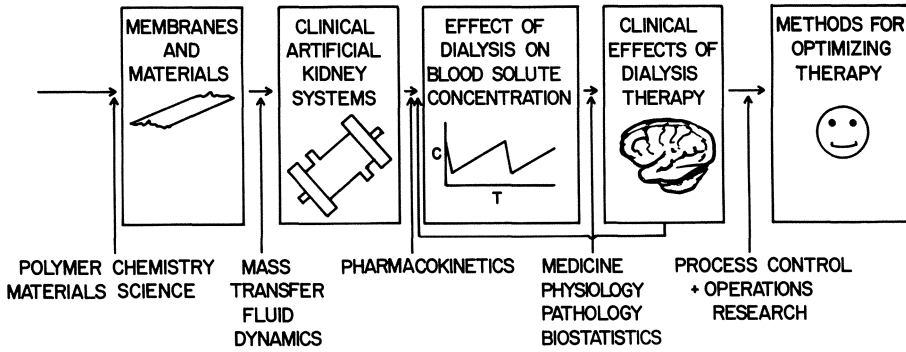 MEMBRANES
AND
MATERIALS
CLINICAL
ARTIFICAL
KIDNEY
SYSTEMS
EFFECT OF
DIALYSIS ON
BLOOD SOLUTE
CONCENTRATION
C
T
CLINICAL
EFFECTS OF
DIALYSIS
THERAPY
METHODS FOR
OPTIMIZING
THERAPY
POLYMER CHEMISTRY
MATERIALS SCIENCE
MASS
TRANSFER
FLUID
DYNAMICS
PHARMACOKINETICS
MEDICINE
PHYSIOLOGY
PATHOLOGY
BIOSTATISTICS
PROCESS CONTROL
+ OPERATIONS
RESEARCH